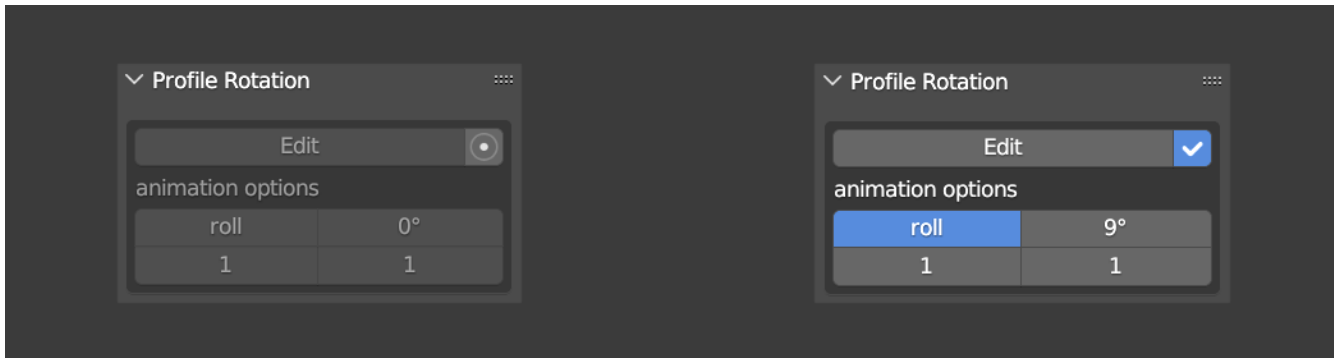 Profile Rotation
Edit
animation options
roll 0°
1 1
Profile Rotation
Edit
animation options
roll 9°
1 1